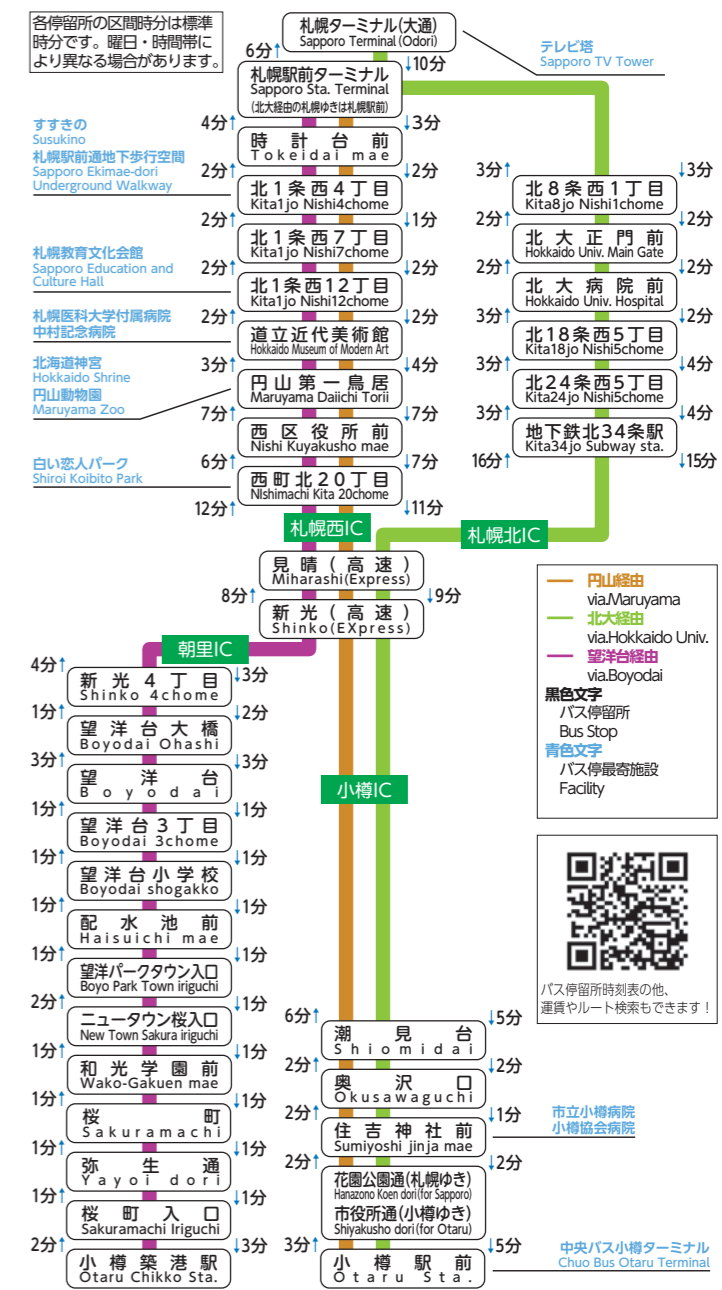 各停留所の区間時分は標準
時分です。曜日・時間帯に
より異なる場合があります。
札幌ターミナル(大通)
Sapporo Terminal (Odori)
テレビ塔
Sapporo TV Tower
6分↑
↓10分
札幌駅前ターミナル
Sapporo Sta. Terminal
(北大経由の札幌ゆきは札幌駅前)
すすきの
Susukino
札幌駅前通地下歩行空間
Sapporo Ekimae-dori
Underground Walkway
4分↑
↓3分
時計台前
Tokeidai mae
2分↑
↓2分
北1条西4丁目
Kita1jo Nishi4chome
2分↑
↓1分
北1条西7丁目
Kita1jo Nishi7chome
札幌教育文化会館
Sapporo Education and
Culture Hall
2分↑
↓2分
北1条西12丁目
Kita1jo Nishi12chome
札幌医科大学付属病院
中村記念病院
2分↑
↓2分
道立近代美術館
Hokkaido Museum of Modern Art
北海道神宮
Hokkaido Shrine
円山動物園
Maruyama Zoo
3分↑
↓4分
円山第一鳥居
Maruyama Daiichi Torii
7分↑
↓7分
西区役所前
Nishi Kuyakusho mae
白い恋人パーク
Shiroi Koibito Park
6分↑
↓7分
西町北20丁目
NIshimachi Kita 20chome
12分↑
↓11分
3分↑
↓3分
北8条西1丁目
Kita8jo Nishi1chome
2分↑
↓2分
北大正門前
Hokkaido Univ. Main Gate
2分↑
↓2分
北大病院前
Hokkaido Univ. Hospital
3分↑
↓2分
北18条西5丁目
Kita18jo Nishi5chome
3分↑
↓4分
北24条西5丁目
Kita24jo Nishi5chome
3分↑
↓4分
地下鉄北34条駅
Kita34jo Subway sta.
16分↑
↓15分
札幌西IC
札幌北IC
見晴(高速)
Miharashi(Express)
8分↑
↓9分
新光(高速)
Shinko(EXpress)
円山経由
via.Maruyama
北大経由
via.Hokkaido Univ.
望洋台経由
via.Boyodai
黒色文字
バス停留所
Bus Stop
青色文字
バス停最寄施設
Facility
朝里IC
4分↑
↓3分
新光4丁目
Shinko 4chome
1分↑
↓2分
望洋台大橋
Boyodai Ohashi
3分↑
↓3分
望洋台
Boyodai
1分↑
↓1分
望洋台3丁目
Boyodai 3chome
1分↑
↓1分
望洋台小学校
Boyodai shogakko
1分↑
↓1分
配水池前
Haisuichi mae
1分↑
↓1分
望洋パークタウン入口
Boyo Park Town iriguchi
2分↑
↓1分
ニュータウン桜入口
New Town Sakura iriguchi
1分↑
↓1分
和光学園前
Wako-Gakuen mae
1分↑
↓1分
桜町
Sakuramachi
1分↑
↓1分
弥生通
Yayoi dori
1分↑
↓1分
桜町入口
Sakuramachi Iriguchi
2分↑
↓3分
小樽築港駅
Otaru Chikko Sta.
小樽IC
バス停留所時刻表の他、
運賃やルート検索もできます!
6分↑
↓5分
潮見台
Shiomidai
2分↑
↓2分
奥沢口
Okusawaguchi
2分↑
↓1分
住吉神社前
Sumiyoshi jinja mae
市立小樽病院
小樽協会病院
2分↑
↓2分
花園公園通(札幌ゆき)
Hanazono Koen dori(for Sapporo)
市役所通(小樽ゆき)
Shiyakusho dori(for Otaru)
3分↑
↓5分
小樽駅前
Otaru Sta.
中央バス小樽ターミナル
Chuo Bus Otaru Terminal